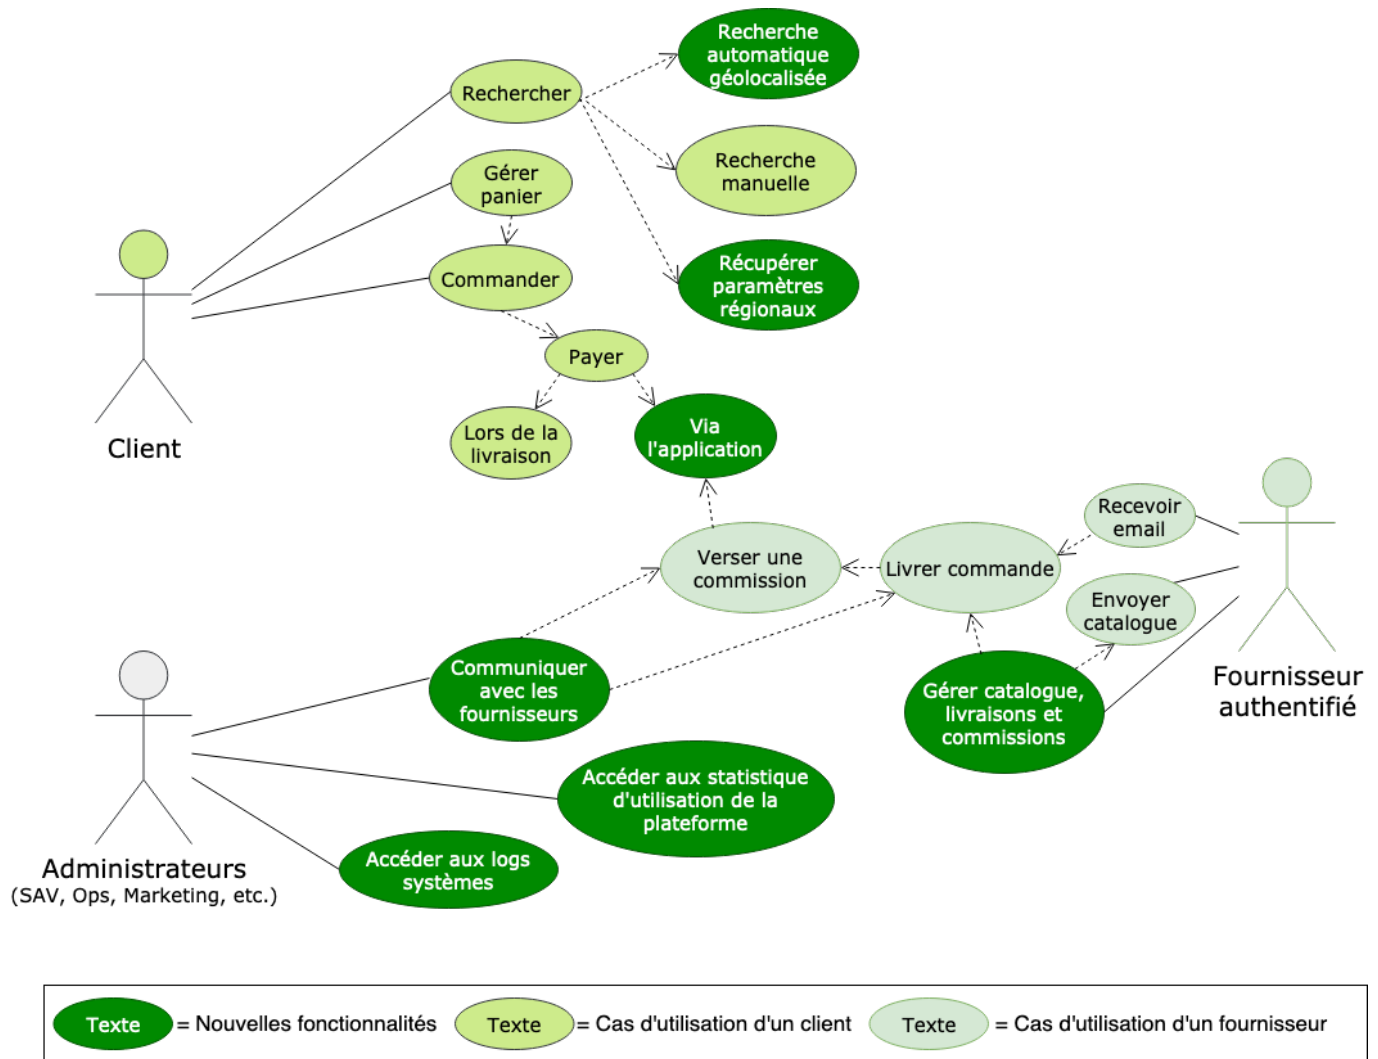 Recherche
automatique
géolocalisée
Rechercher
Recherche
manuelle
Gérer
panier
Récupérer
paramètres
régionaux
Commander
Payer
Client
Lors de la
livraison
Via
l'application
Recevoir
email
Verser une
commission
Livrer commande
Envoyer
catalogue
Fournisseur
authentifié
Communiquer
avec les
fournisseurs
Gérer catalogue,
livraisons et
commissions
Accéder aux statistique
d'utilisation de la
plateforme
Accéder aux logs
systèmes
Administrateurs
(SAV, Ops, Marketing, etc.)
Texte = Nouvelles fonctionnalités
Texte = Cas d'utilisation d'un client
Texte = Cas d'utilisation d'un fournisseur